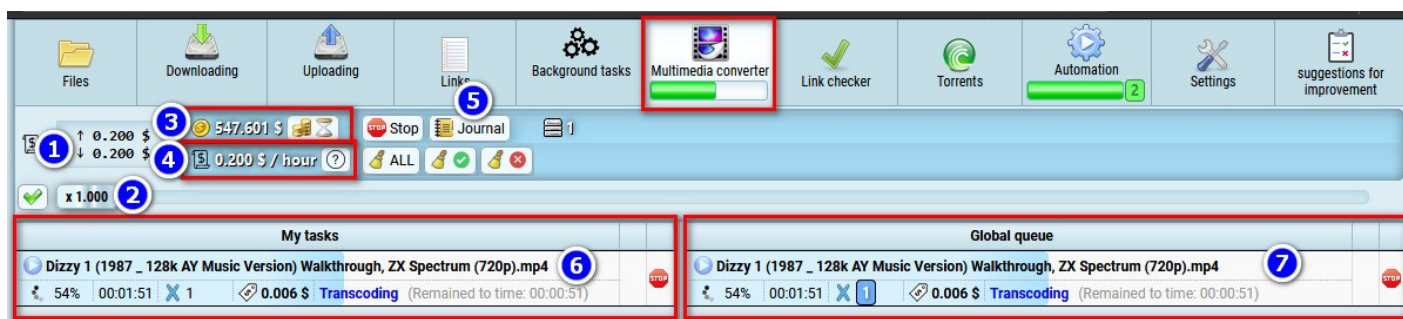 Files
Downloading
Uploading
Links
Background tasks
Multimedia converter
Link checker
Torrents
Automation
2
Settings
suggestions for
improvement
5
1
↑ 0.200 $
↓ 0.200 $
3
547.601 $
Stop
Journal
1
4
0.200 $ / hour ?
ALL
x 1.000
2
My tasks
Global queue
Dizzy 1 (1987 _ 128k AY Music Version) Walkthrough, ZX Spectrum (720p).mp4
6
STOP
54% 00:01:51 1 0.006 $ Transcoding (Remained to time: 00:00:51)
Dizzy 1 (1987 _ 128k AY Music Version) Walkthrough, ZX Spectrum (720p).mp4
7
STOP
54% 00:01:51 1 0.006 $ Transcoding (Remained to time: 00:00:51)